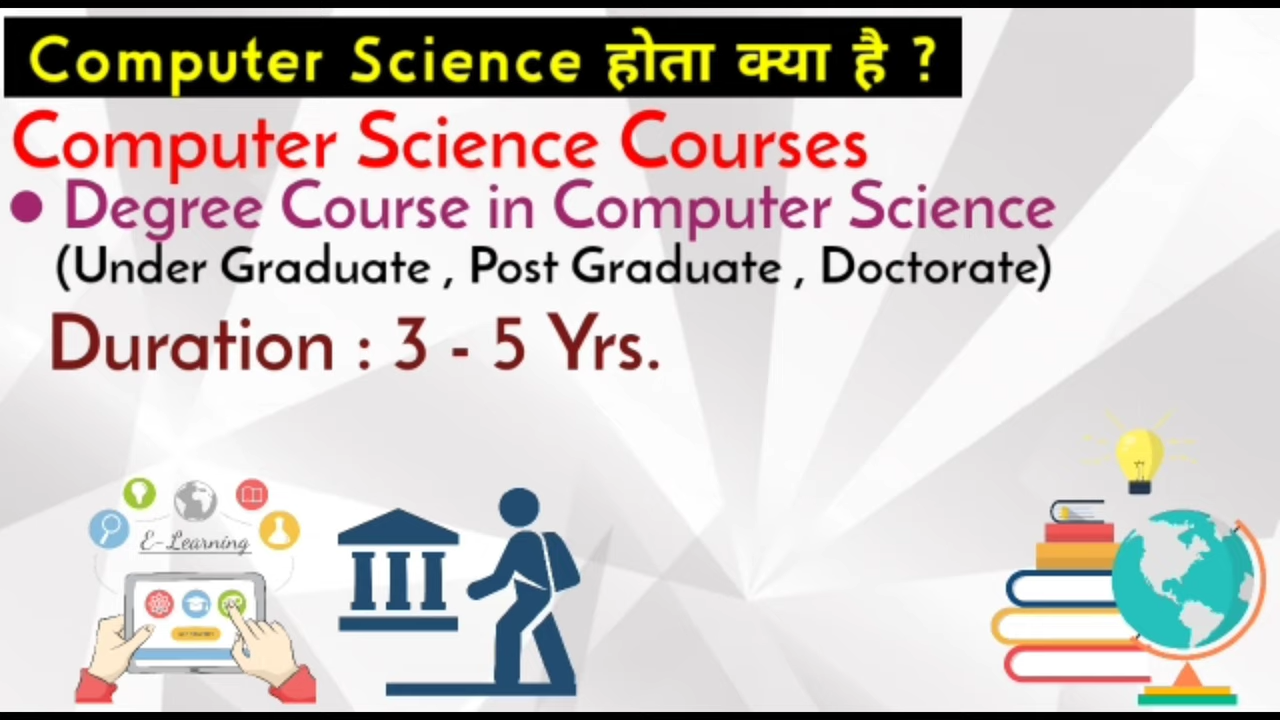 Computer Science होता क्या है ?
Computer Science Courses
● Degree Course in Computer Science
(Under Graduate , Post Graduate , Doctorate)
Duration : 3 - 5 Yrs.
E-Learning